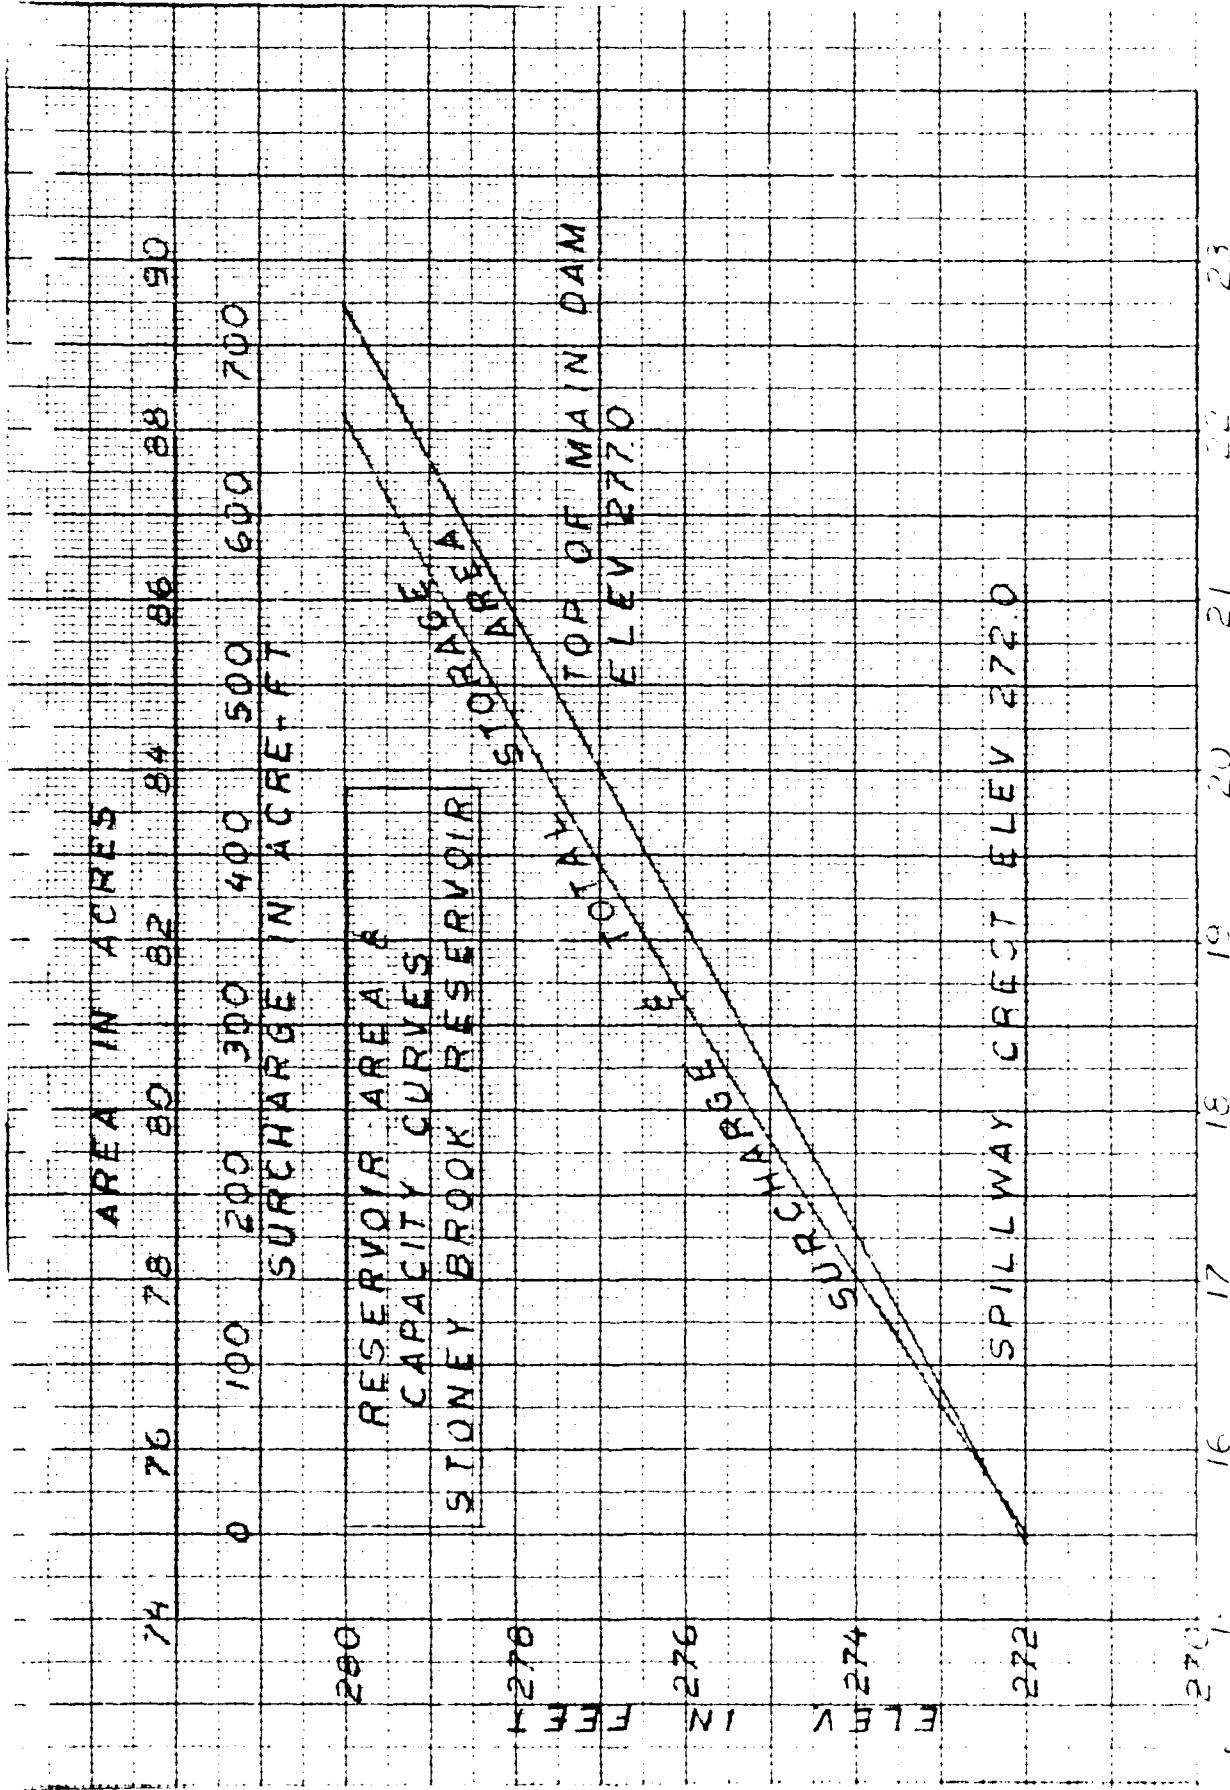 AREA IN ACRES
74 76 78 80 82 84 86 88 90
0 100 200 300 400 500 600 700
SURCHARGE IN ACRE-FT
RESERVOIR AREA &
CAPACITY CURVES
STONEY BROOK RESERVOIR
SURCHARGE & TOTAL STORAGE
AREA
TOP OF MAIN DAM
ELEV 277.0
SPILLWAY CREST ELEV 272.0
ELEV IN FEET
280
278
276
274
272
270
16 17 18 19 20 21 22 23